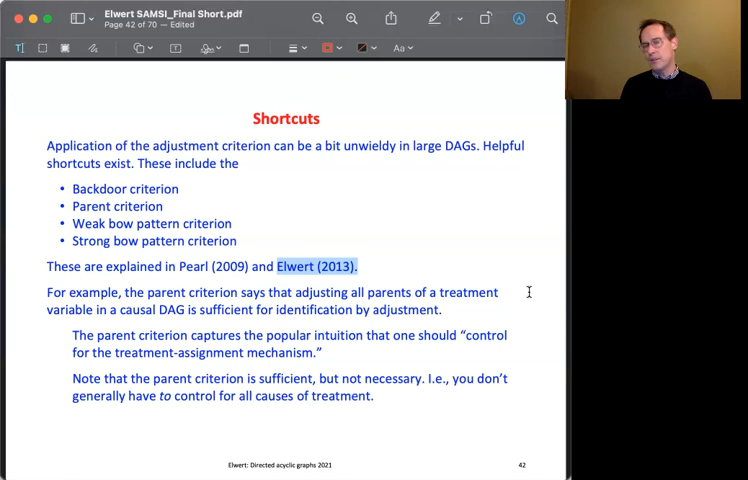 Elwert SAMSI_Final Short.pdf
Page 42 of 70 — Edited
Aa
Shortcuts
Application of the adjustment criterion can be a bit unwieldy in large DAGs. Helpful
shortcuts exist. These include the
• Backdoor criterion
• Parent criterion
• Weak bow pattern criterion
• Strong bow pattern criterion
These are explained in Pearl (2009) and Elwert (2013).
For example, the parent criterion says that adjusting all parents of a treatment
variable in a causal DAG is sufficient for identification by adjustment.
The parent criterion captures the popular intuition that one should “control
for the treatment-assignment mechanism.”
Note that the parent criterion is sufficient, but not necessary. I.e., you don’t
generally have to control for all causes of treatment.
Elwert: Directed acyclic graphs 2021
42